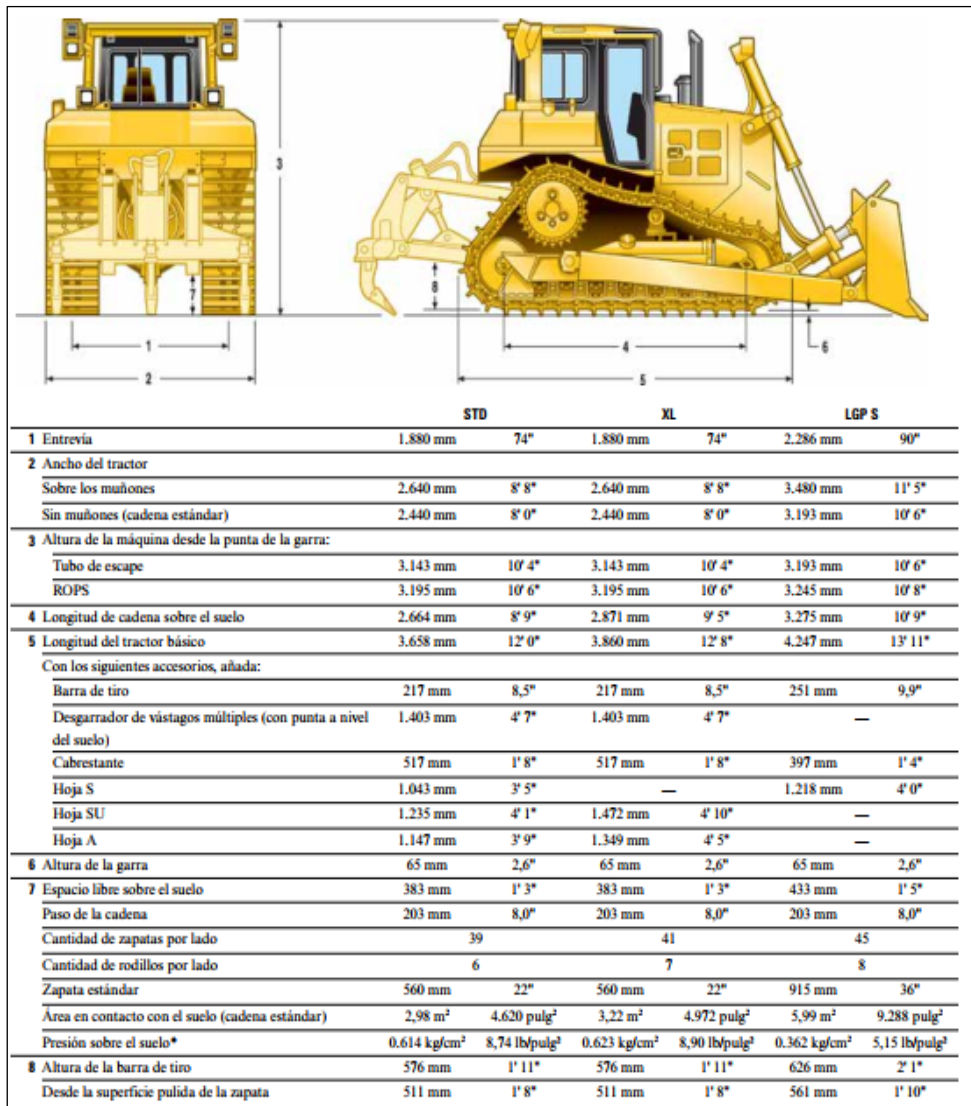 3
8
7
1
2
4
5
6
STD XL LGP S
1 Entrevía 1.880 mm 74" 1.880 mm 74" 2.286 mm 90"
2 Ancho del tractor
Sobre los muñones 2.640 mm 8' 8" 2.640 mm 8' 8" 3.480 mm 11' 5"
Sin muñones (cadena estándar) 2.440 mm 8' 0" 2.440 mm 8' 0" 3.193 mm 10' 6"
3 Altura de la máquina desde la punta de la garra:
Tubo de escape 3.143 mm 10' 4" 3.143 mm 10' 4" 3.193 mm 10' 6"
ROPS 3.195 mm 10' 6" 3.195 mm 10' 6" 3.245 mm 10' 8"
4 Longitud de cadena sobre el suelo 2.664 mm 8' 9" 2.871 mm 9' 5" 3.275 mm 10' 9"
5 Longitud del tractor básico 3.658 mm 12' 0" 3.860 mm 12' 8" 4.247 mm 13' 11"
Con los siguientes accesorios, añada:
Barra de tiro 217 mm 8,5" 217 mm 8,5" 251 mm 9,9"
Desgarrador de vástagos múltiples (con punta a nivel 1.403 mm 4' 7" 1.403 mm 4' 7" —
del suelo)
Cabrestante 517 mm 1' 8" 517 mm 1' 8" 397 mm 1' 4"
Hoja S 1.043 mm 3' 5" — 1.218 mm 4' 0"
Hoja SU 1.235 mm 4' 1" 1.472 mm 4' 10" —
Hoja A 1.147 mm 3' 9" 1.349 mm 4' 5" —
6 Altura de la garra 65 mm 2,6" 65 mm 2,6" 65 mm 2,6"
7 Espacio libre sobre el suelo 383 mm 1' 3" 383 mm 1' 3" 433 mm 1' 5"
Paso de la cadena 203 mm 8,0" 203 mm 8,0" 203 mm 8,0"
Cantidad de zapatas por lado 39 41 45
Cantidad de rodillos por lado 6 7 8
Zapata estándar 560 mm 22" 560 mm 22" 915 mm 36"
Área en contacto con el suelo (cadena estándar) 2,98 m² 4.620 pulg² 3,22 m² 4.972 pulg² 5,99 m² 9.288 pulg²
Presión sobre el suelo* 0.614 kg/cm² 8,74 lb/pulg² 0.623 kg/cm² 8,90 lb/pulg² 0.362 kg/cm² 5,15 lb/pulg²
8 Altura de la barra de tiro 576 mm 1' 11" 576 mm 1' 11" 626 mm 2' 1"
Desde la superficie pulida de la zapata 511 mm 1' 8" 511 mm 1' 8" 561 mm 1' 10"